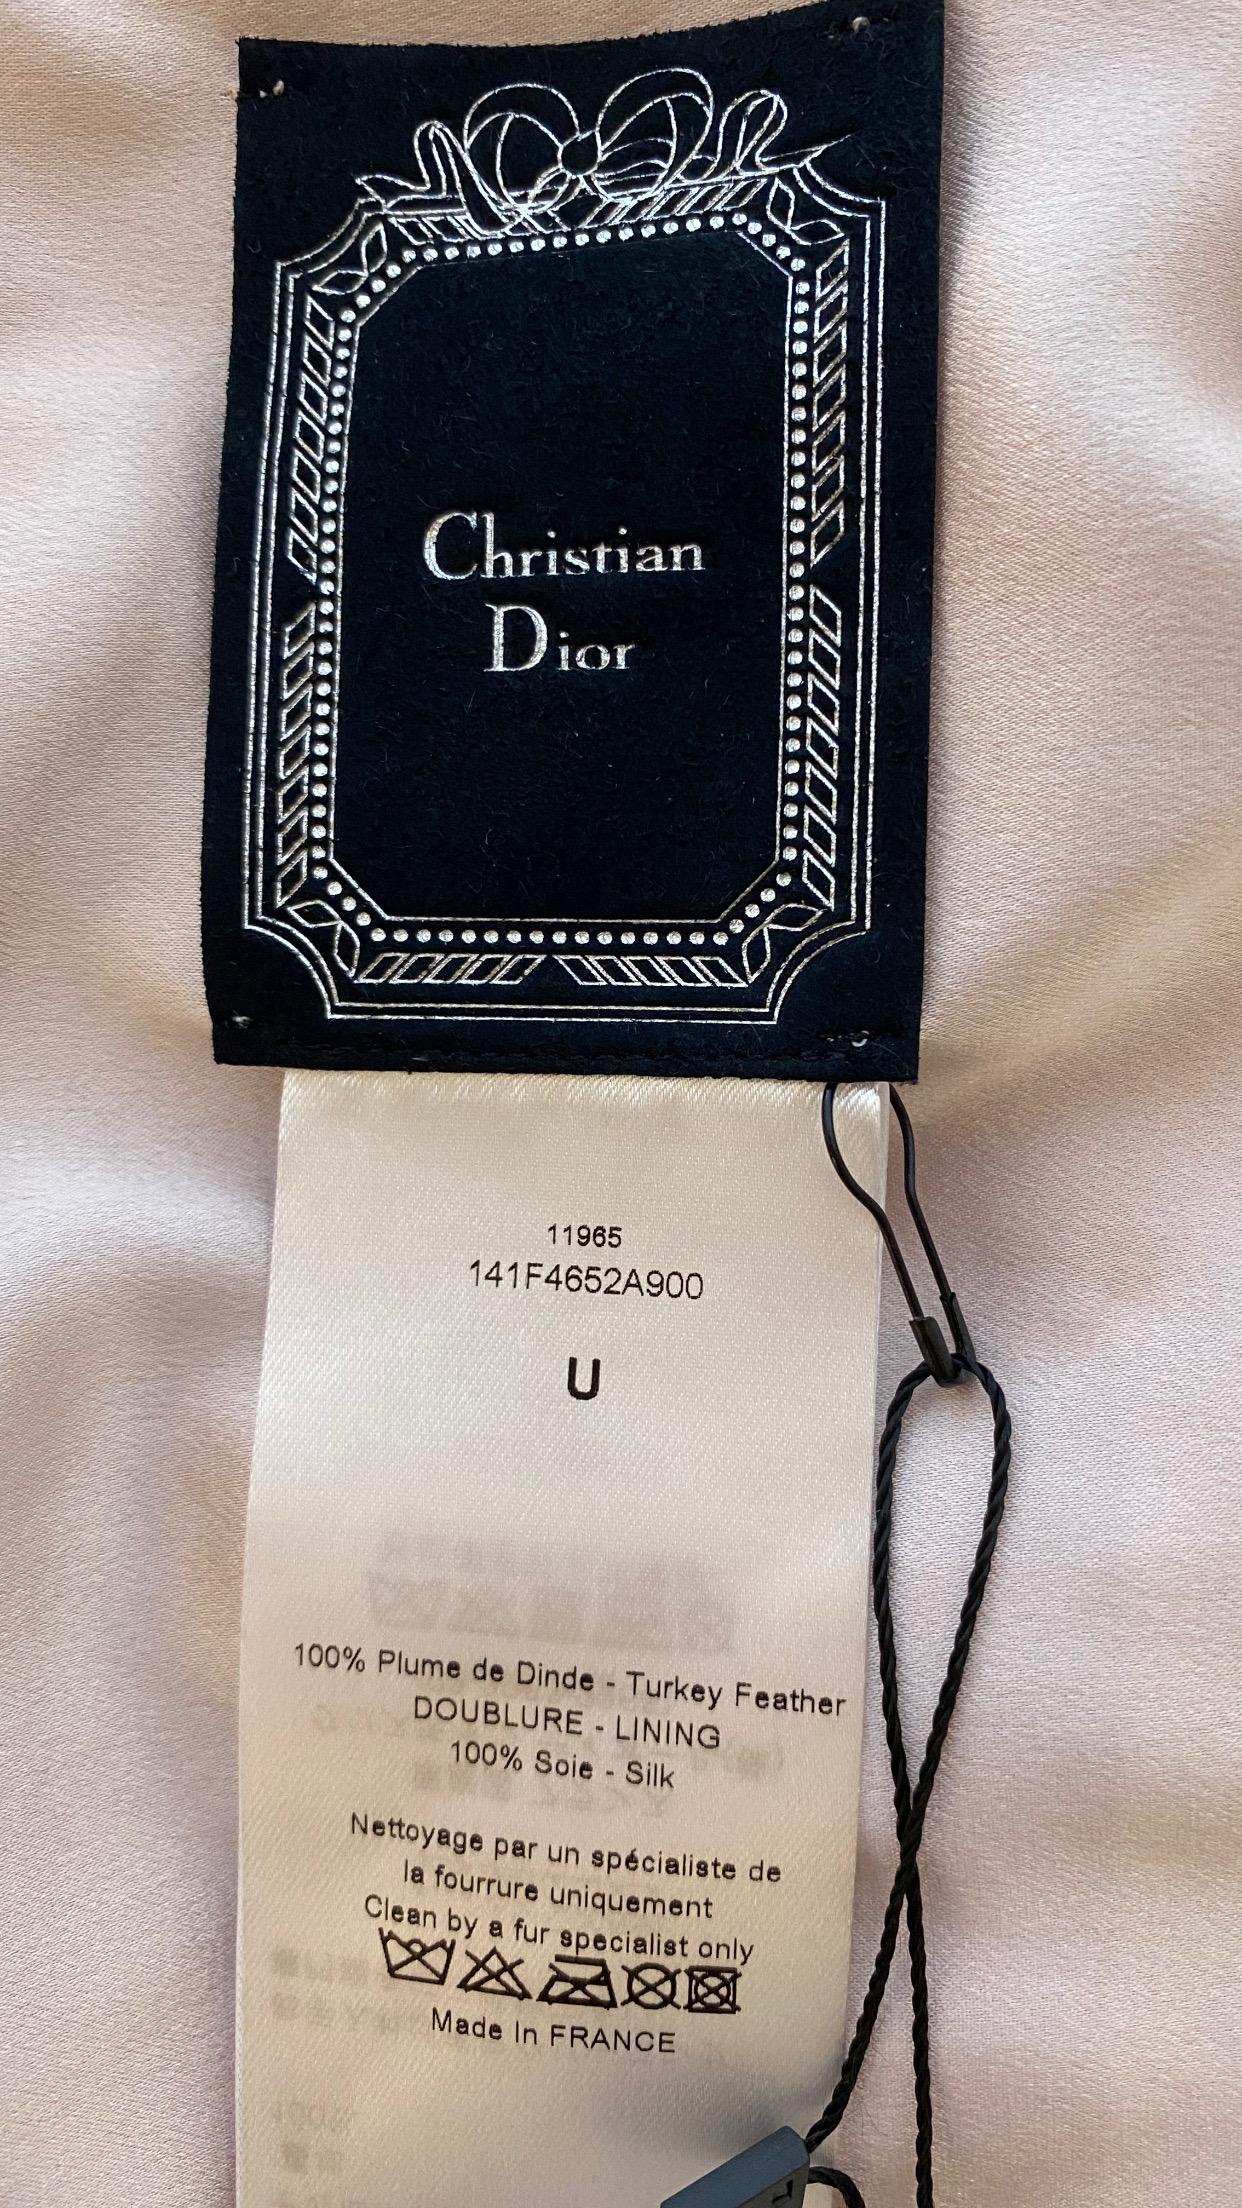 Christian
Dior
11965
141F4652A900
U
100% Plume de Dinde - Turkey Feather
DOUBLURE - LINING
100% Soie - Silk
Nettoyage par un spécialiste de
la fourrure uniquement
Clean by a fur specialist only
Made In FRANCE